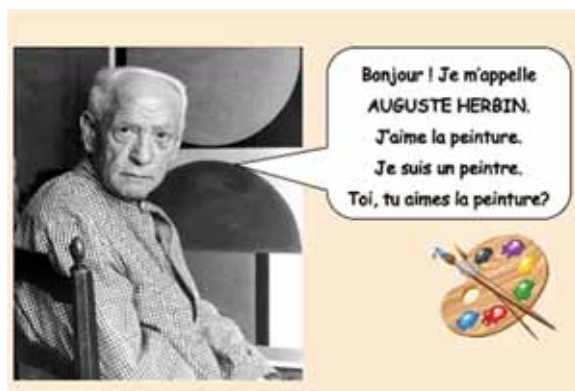 Bonjour ! Je m'appelle
AUGUSTE HERBIN.
J'aime la peinture.
Je suis un peintre.
Toi, tu aimes la peinture?